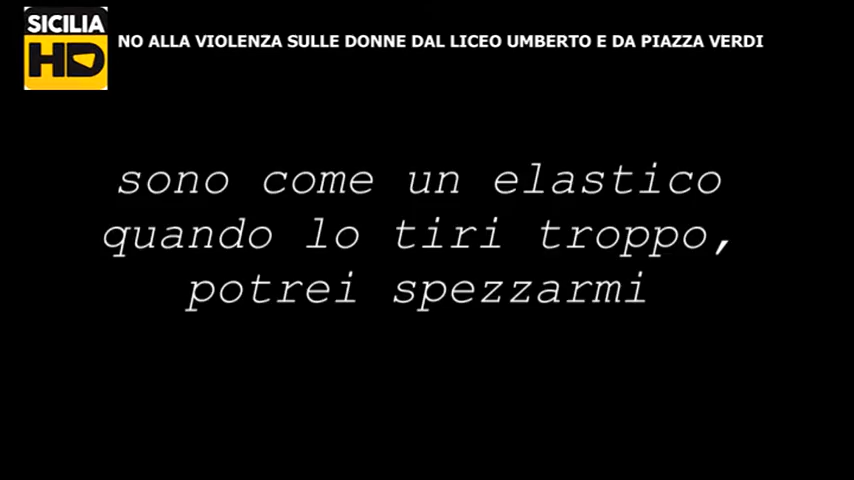 SICILIA
HD
NO ALLA VIOLENZA SULLE DONNE DAL LICEO UMBERTO E DA PIAZZA VERDI
sono come un elastico
quando lo tiri troppo,
potrei spezzarmi